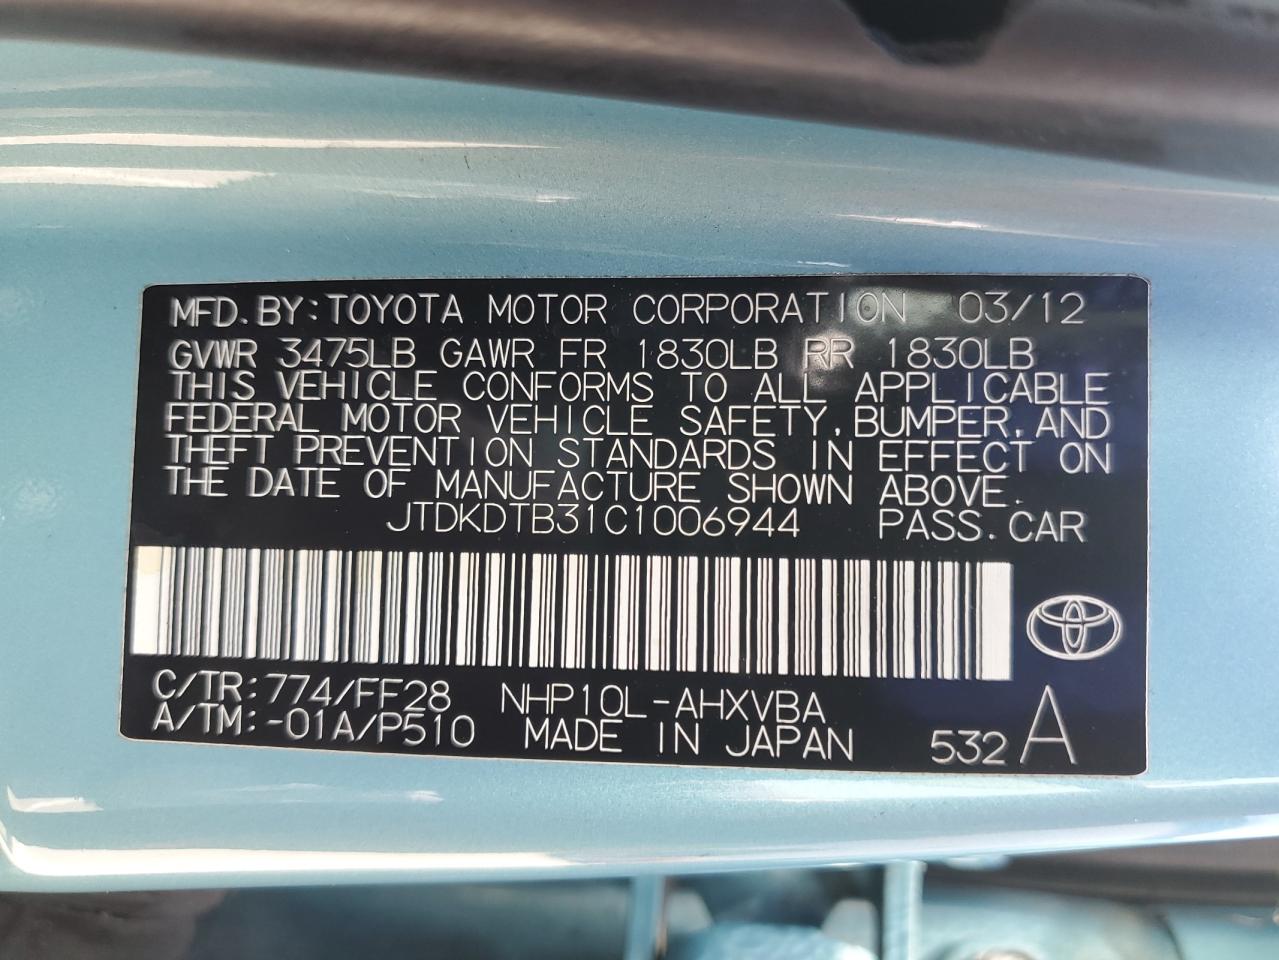 MFD. BY: TOYOTA MOTOR CORPORATION 03/12
GVWR 3475LB GAWR FR 1830LB RR 1830LB
THIS VEHICLE CONFORMS TO ALL APPLICABLE
FEDERAL MOTOR VEHICLE SAFETY, BUMPER, AND
THEFT PREVENTION STANDARDS IN EFFECT ON
THE DATE OF MANUFACTURE SHOWN ABOVE.
JTDKDTB31C1006944 PASS. CAR
C/TR: 774/FF28 NHP10L-AHXVBA
A/TM: -01A/P510 MADE IN JAPAN 532 A